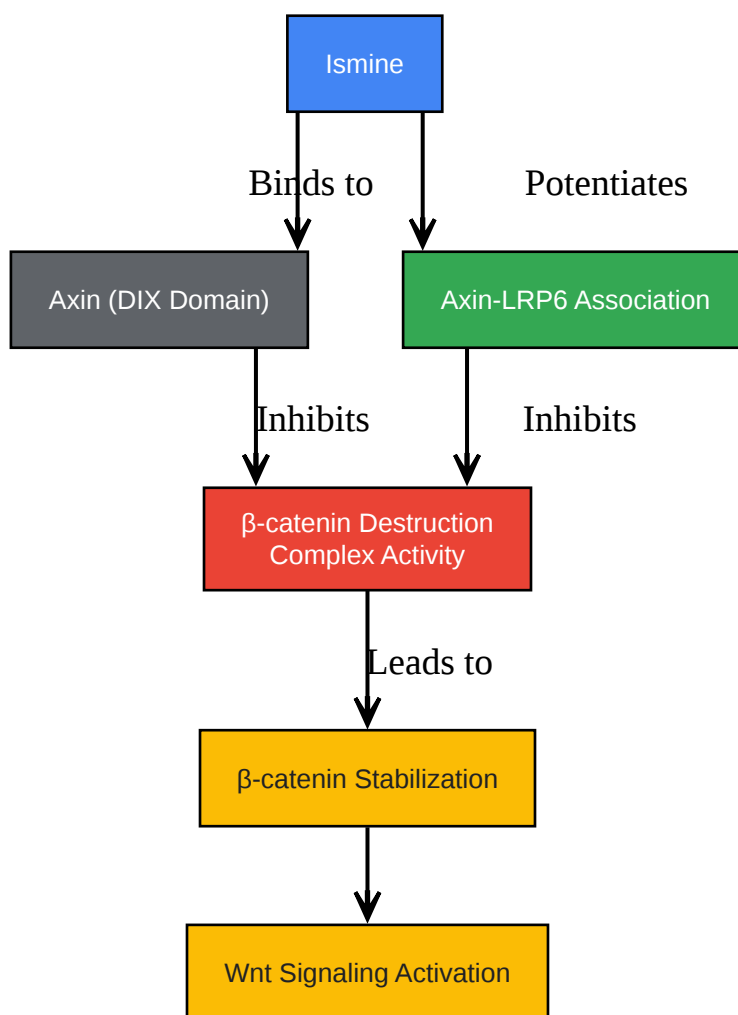 Ismine
Binds to
Potentiates
Axin (DIX Domain)
Axin-LRP6 Association
Inhibits
Inhibits
β-catenin Destruction
Complex Activity
Leads to
β-catenin Stabilization
Wnt Signaling Activation